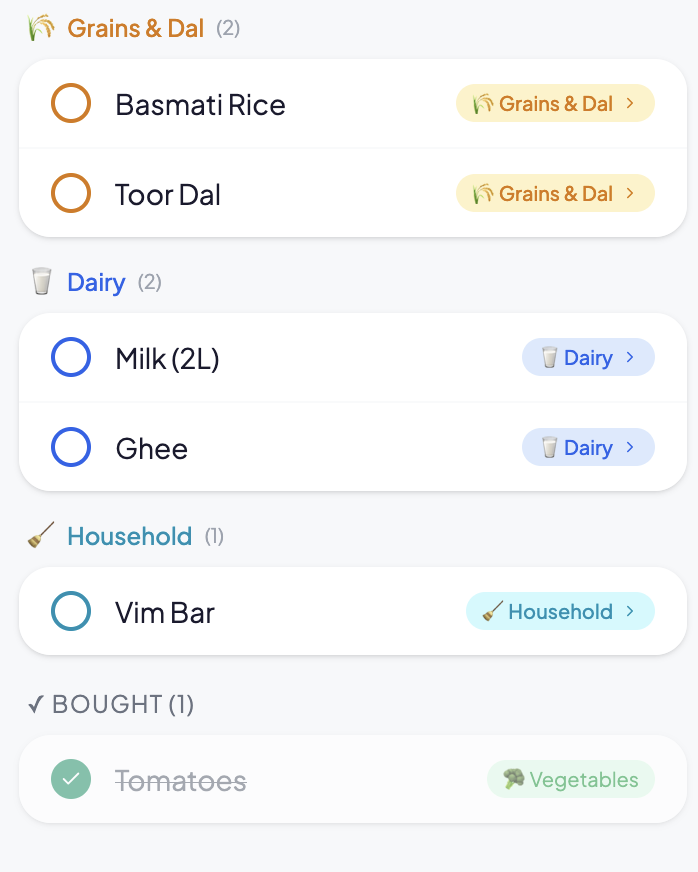 Grains & Dal (2)
Basmati Rice
Grains & Dal >
Toor Dal
Grains & Dal >
Dairy (2)
Milk (2L)
Dairy >
Ghee
Dairy >
Household (1)
Vim Bar
Household >
✓ BOUGHT (1)
Tomatoes
Vegetables